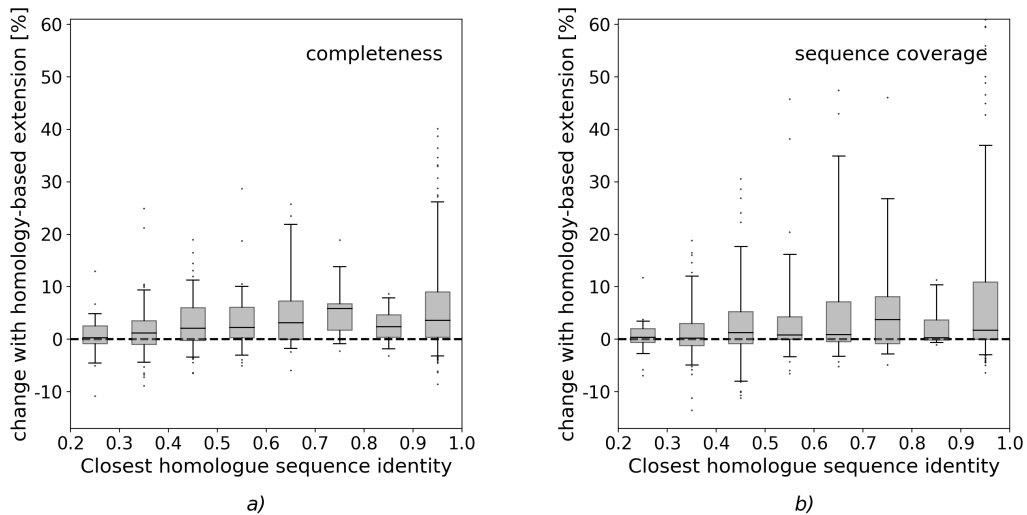 change with homology-based extension [%]
60
50
40
30
20
10
0
-10
completeness
0.2 0.3 0.4 0.5 0.6 0.7 0.8 0.9 1.0
Closest homologue sequence identity
a)
change with homology-based extension [%]
60
50
40
30
20
10
0
-10
sequence coverage
0.2 0.3 0.4 0.5 0.6 0.7 0.8 0.9 1.0
Closest homologue sequence identity
b)